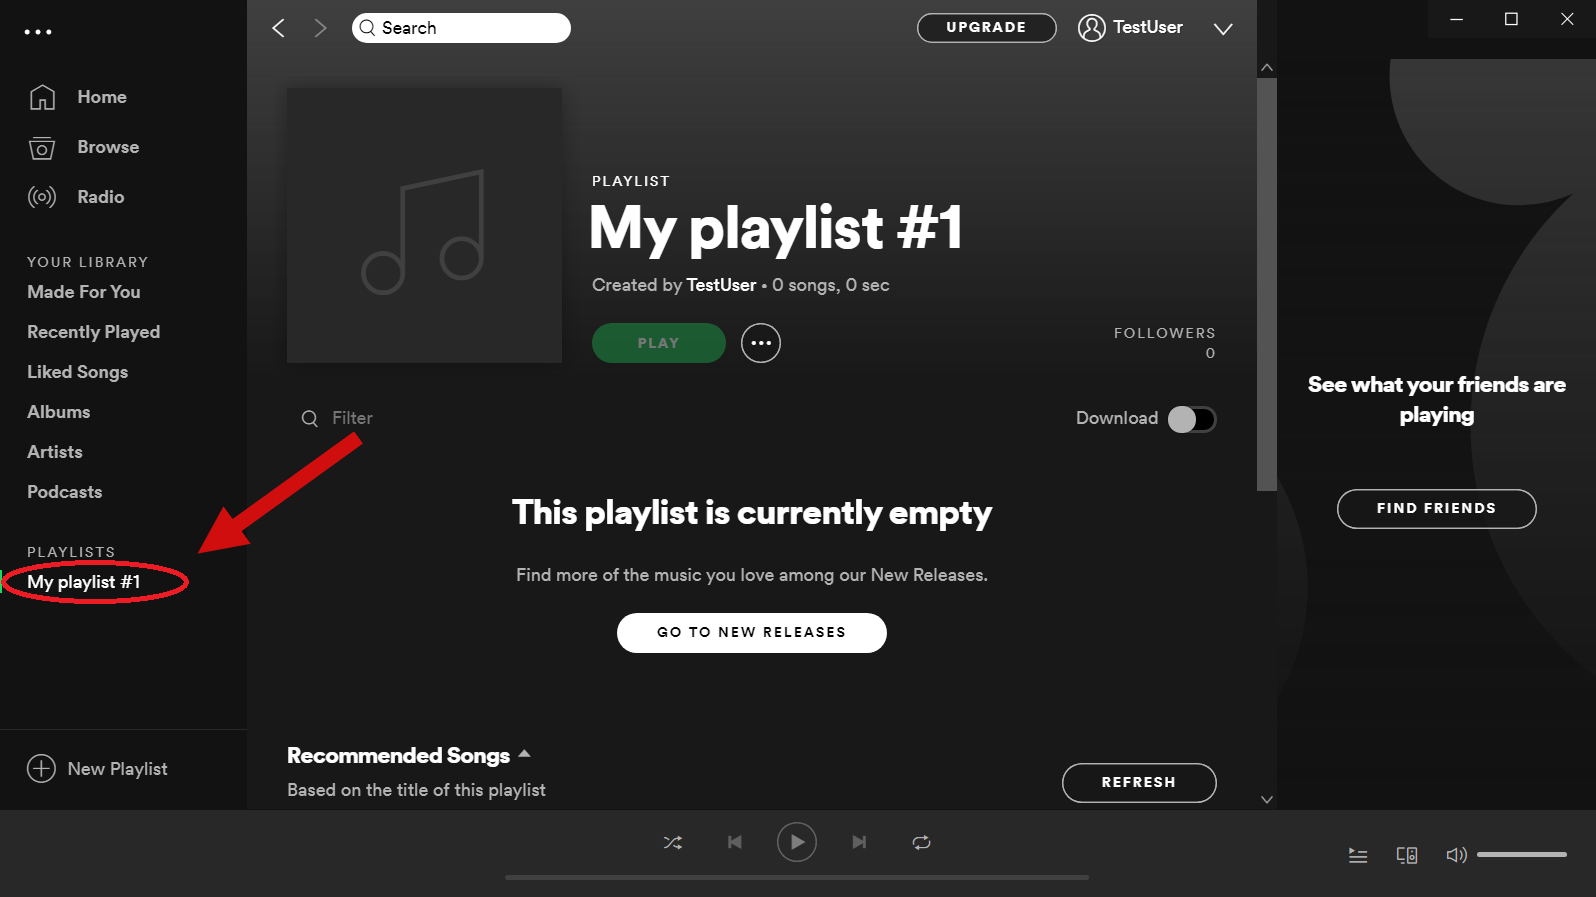 Search
UPGRADE
TestUser
Home
Browse
Radio
YOUR LIBRARY
Made For You
Recently Played
Liked Songs
Albums
Artists
Podcasts
PLAYLISTS
My playlist #1
New Playlist
PLAYLIST
My playlist #1
Created by TestUser • 0 songs, 0 sec
PLAY
FOLLOWERS
0
Filter
Download
This playlist is currently empty
Find more of the music you love among our New Releases.
GO TO NEW RELEASES
Recommended Songs
Based on the title of this playlist
REFRESH
See what your friends are
playing
FIND FRIENDS